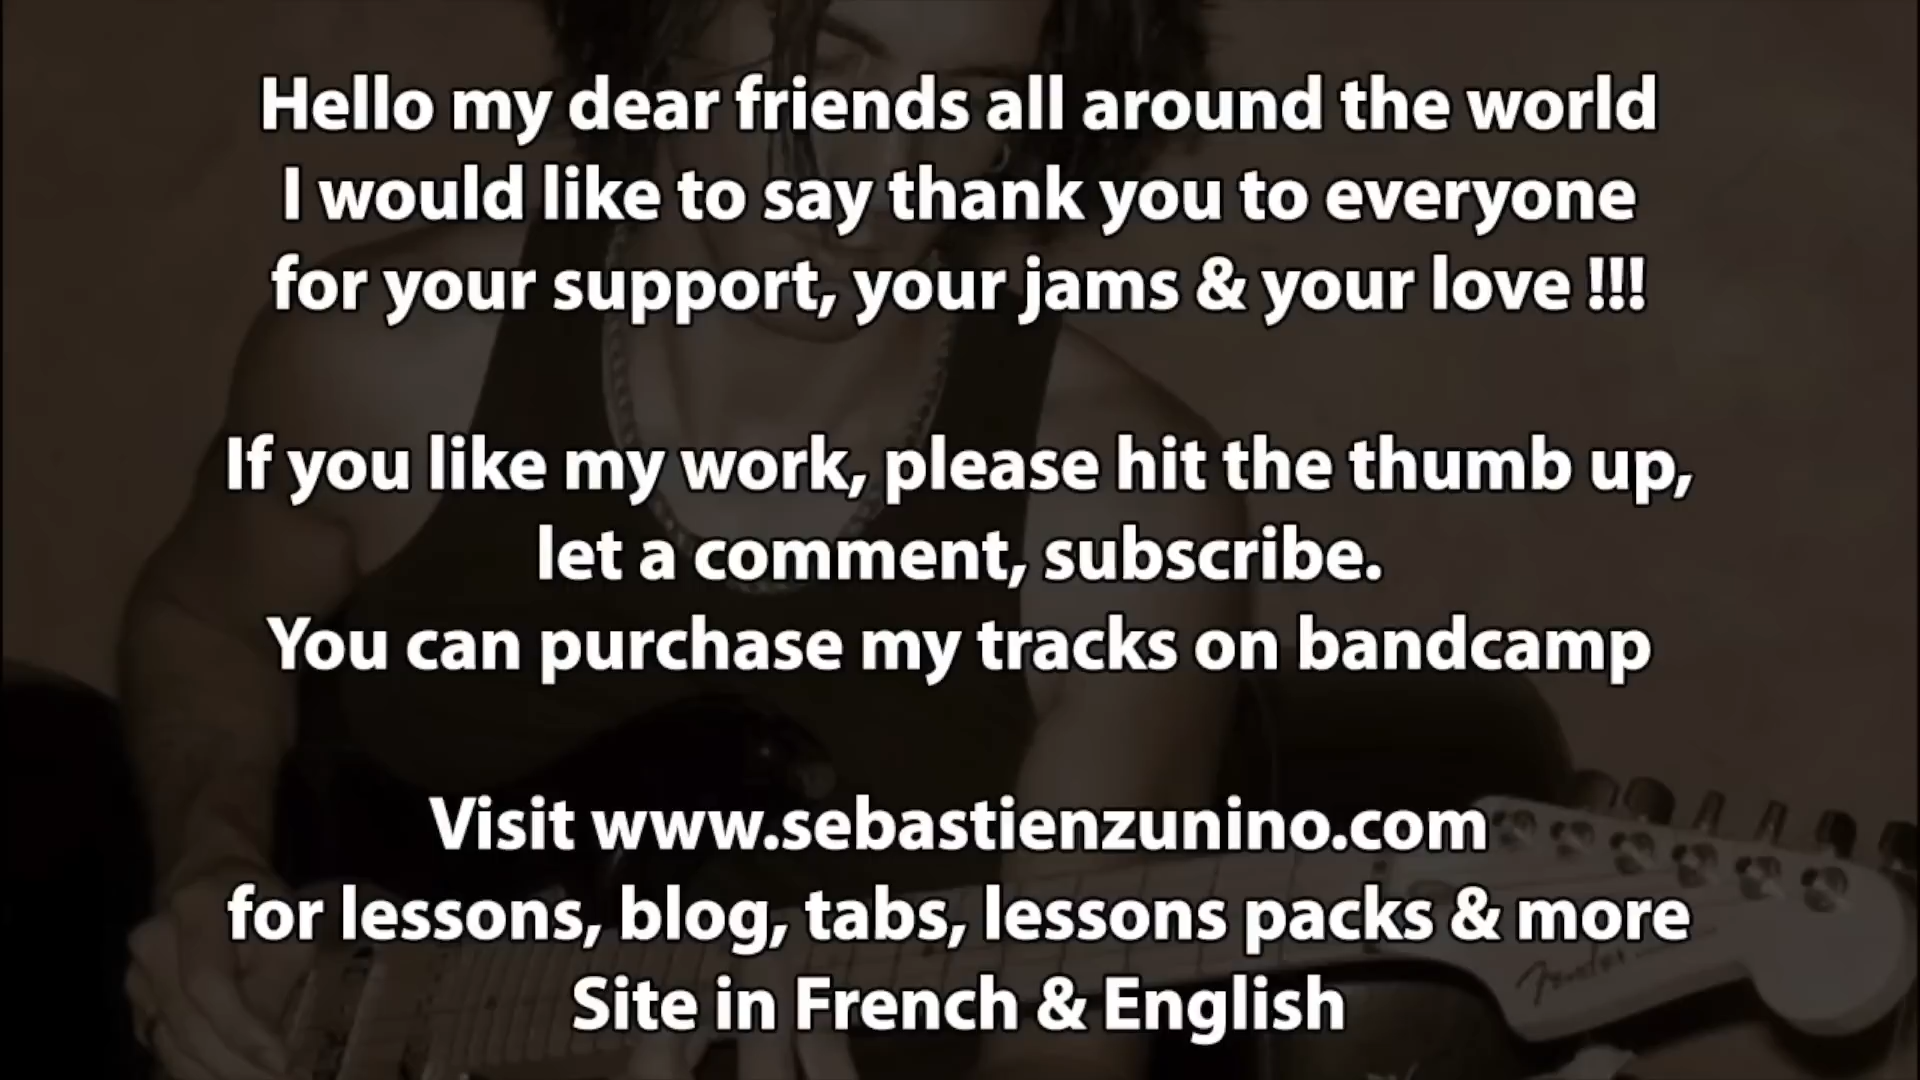 Hello my dear friends all around the world
I would like to say thank you to everyone
for your support, your jams & your love !!!
If you like my work, please hit the thumb up,
let a comment, subscribe.
You can purchase my tracks on bandcamp
Visit www.sebastienzunino.com
for lessons, blog, tabs, lessons packs & more
Site in French & English
Fender